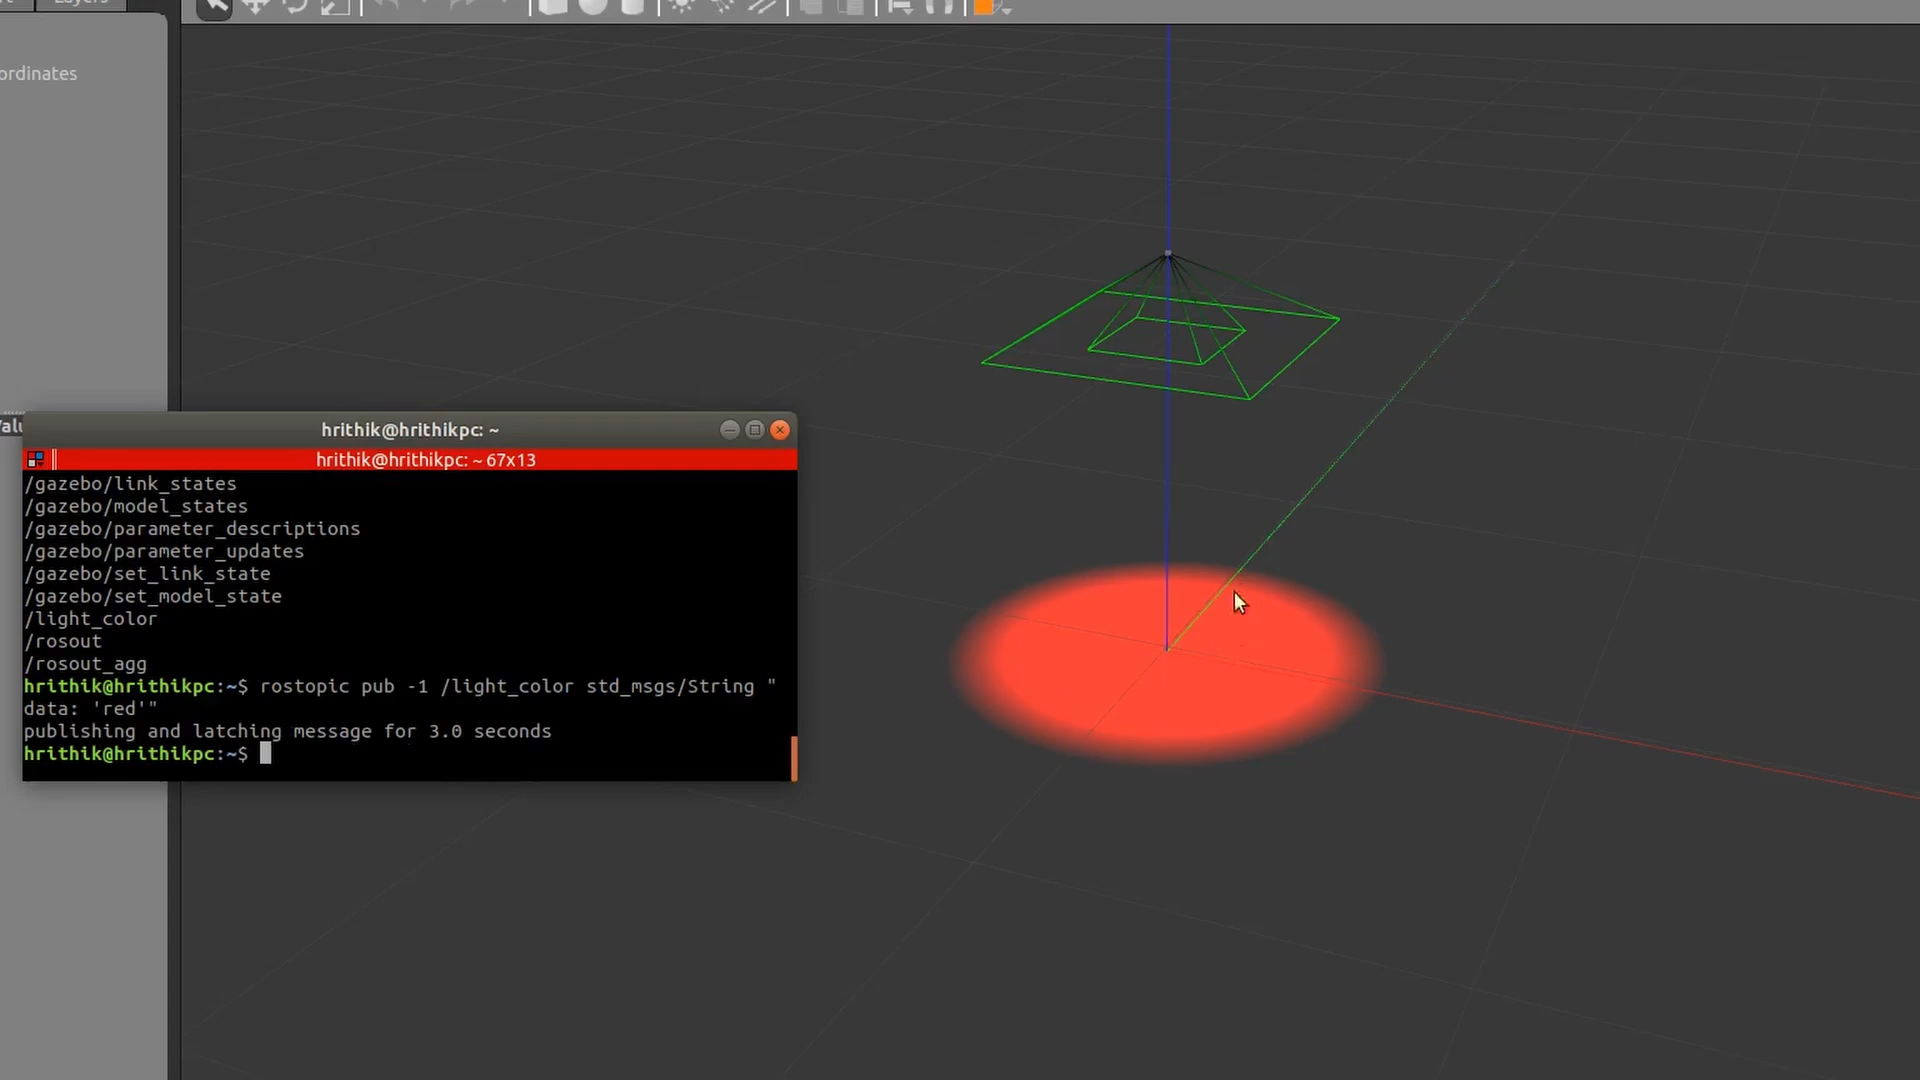 Layers
ordinates
hrithik@hrithikpc: ~
hrithik@hrithikpc: ~ 67x13
/gazebo/link_states
/gazebo/model_states
/gazebo/parameter_descriptions
/gazebo/parameter_updates
/gazebo/set_link_state
/gazebo/set_model_state
/light_color
/rosout
/rosout_agg
hrithik@hrithikpc:~$ rostopic pub -1 /light_color std_msgs/String "
data: 'red'"
publishing and latching message for 3.0 seconds
hrithik@hrithikpc:~$